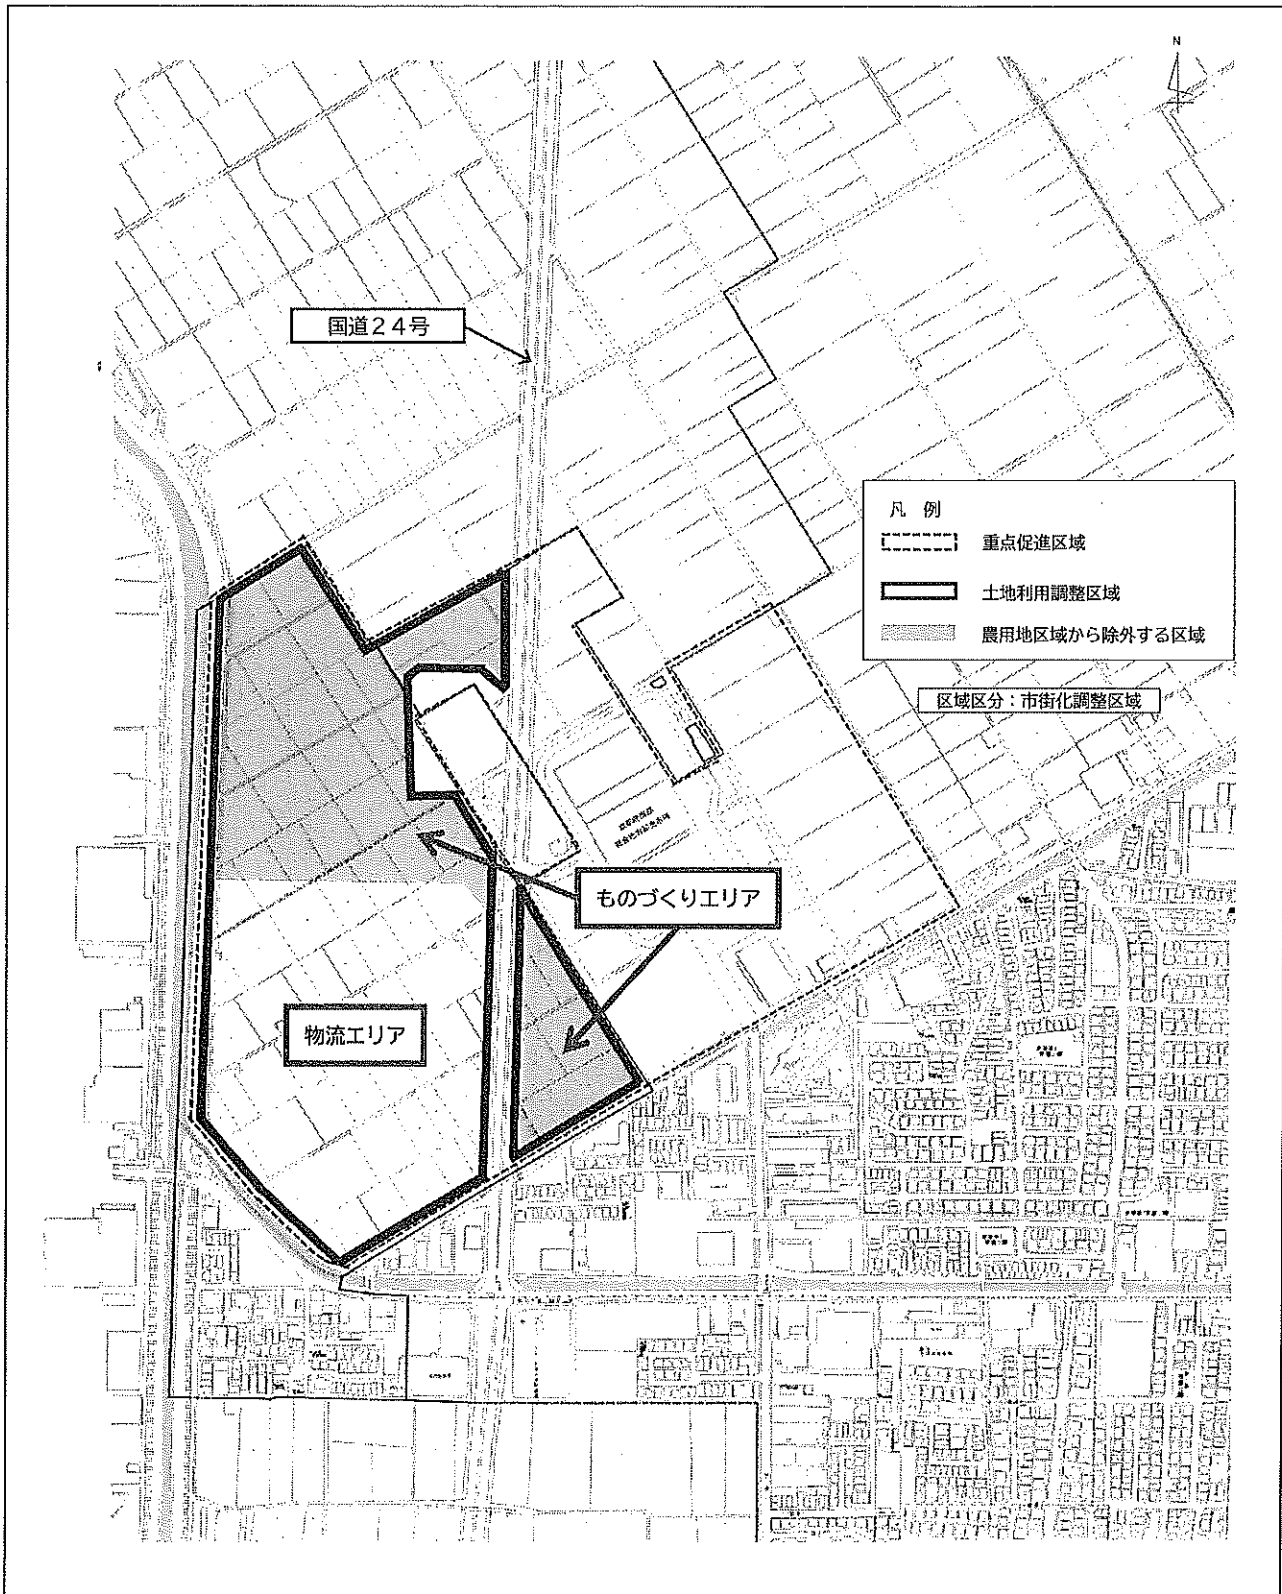 N
国道24号
凡 例
重点促進区域
土地利用調整区域
農用地区域から除外する区域
区域区分：市街化調整区域
ものづくりエリア
物流エリア